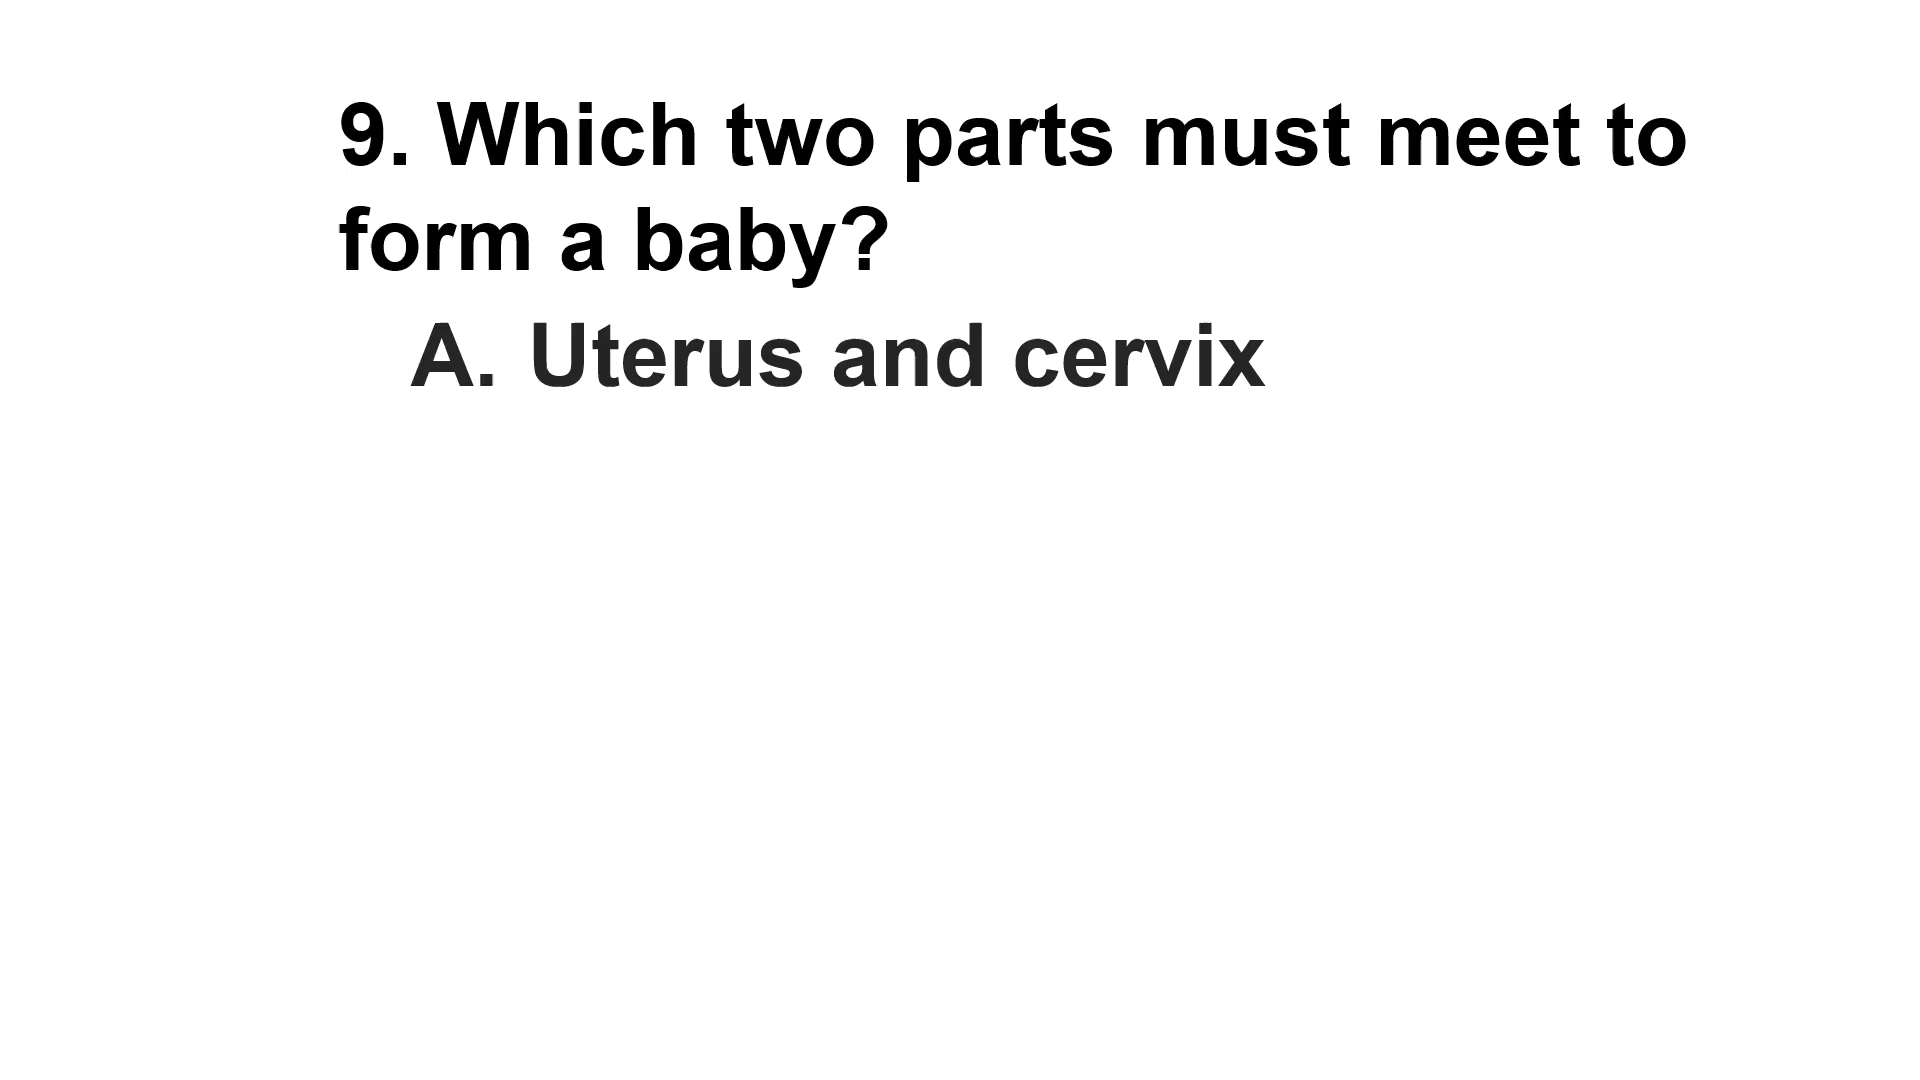 9. Which two parts must meet to
form a baby?
A. Uterus and cervix